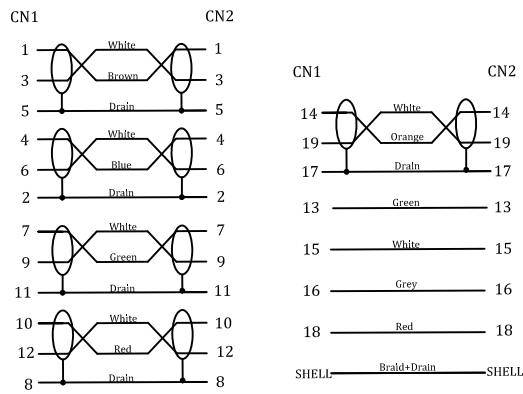 CN1 CN2
1 White 1
3 Brown 3
5 Drain 5
4 White 4
6 Blue 6
2 Drain 2
7 White 7
9 Green 9
11 Drain 11
10 White 10
12 Red 12
8 Drain 8
CN1 CN2
14 White 14
19 Orange 19
17 Drain 17
13 Green 13
15 White 15
16 Grey 16
18 Red 18
SHELL Braid+Drain SHELL